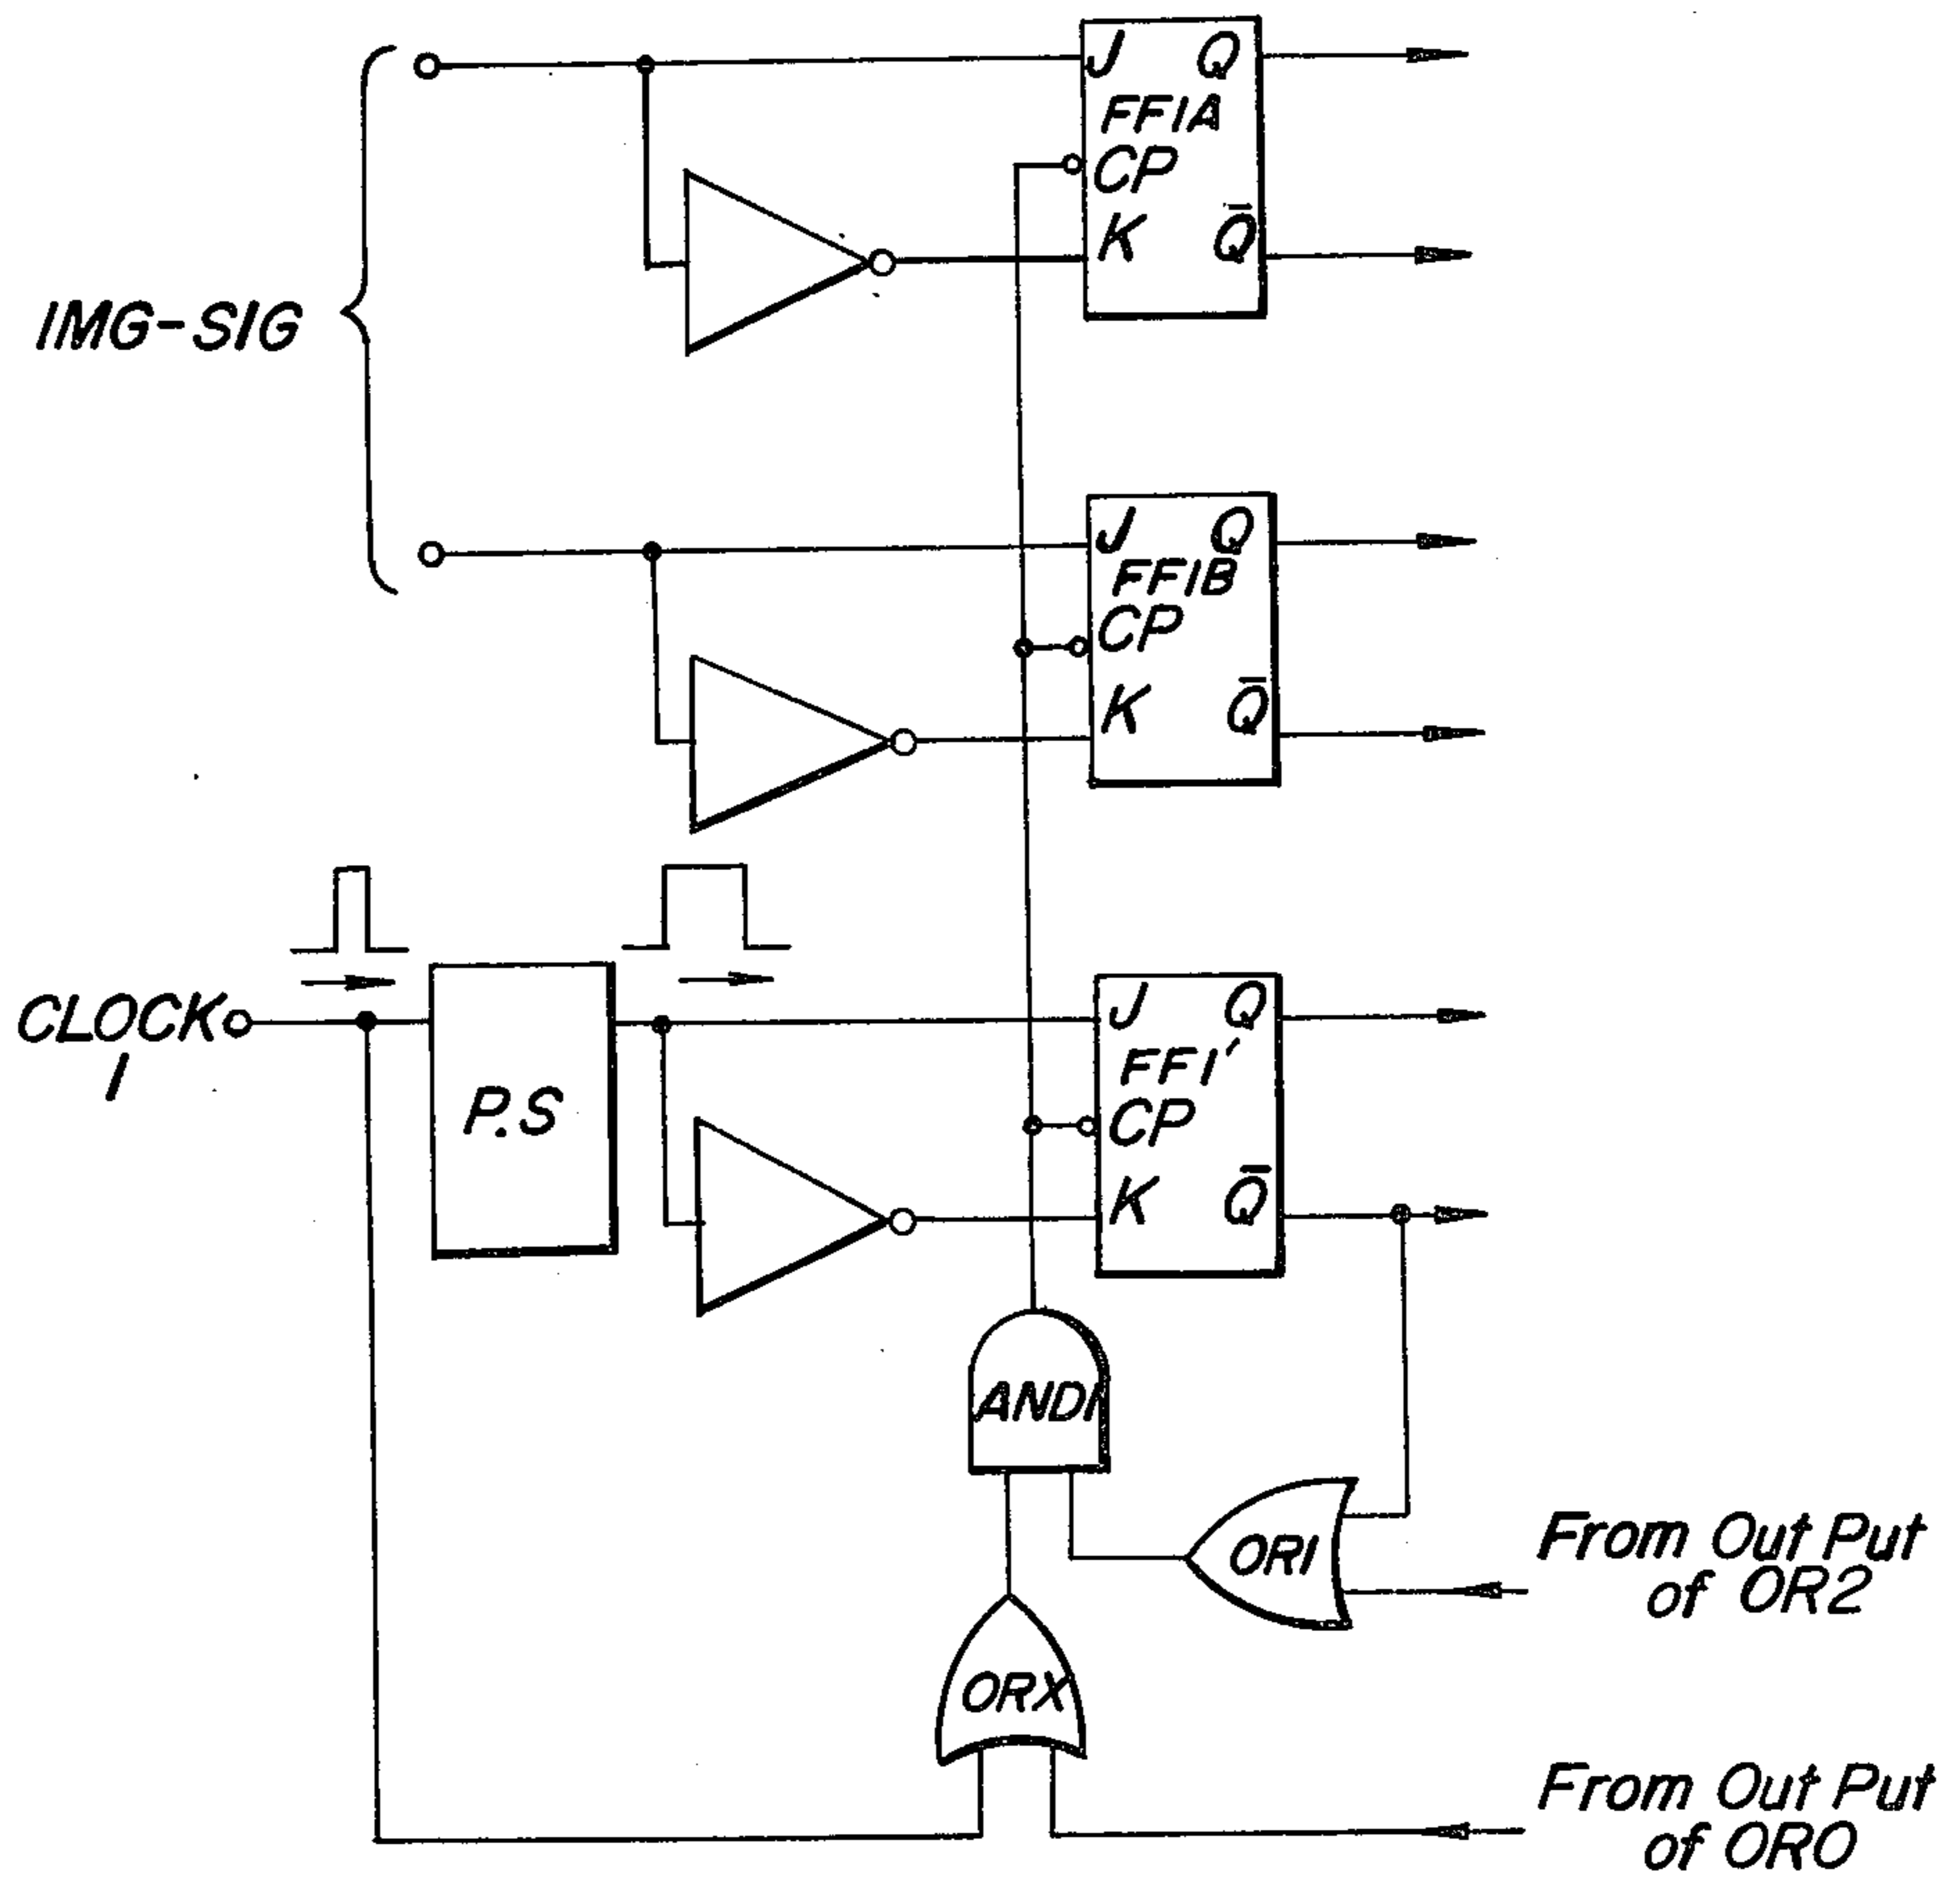 J Q
FF1A
CP
K Q̄
IMG-SIG
J Q
FF1B
CP
K Q̄
CLOCK
1
P.S
J Q
FF1'
CP
K Q̄
AND1
OR1
From Out Put
of OR2
ORX
From Out Put
of OR0